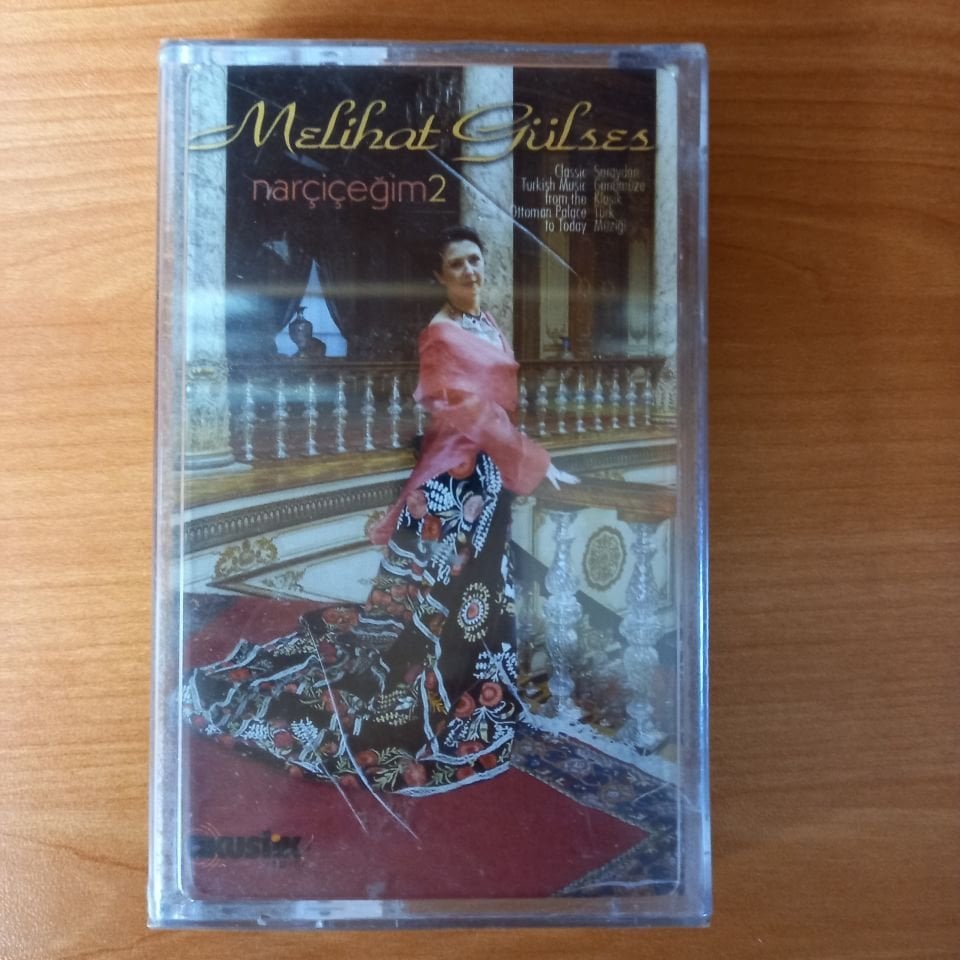 Melihat Gülses
narçiçeğim2
Classic
Turkish Music
from the
Ottoman Palace
to Today
Saraydan
Günümüze
Klasik
Türk
Müziği
akustik